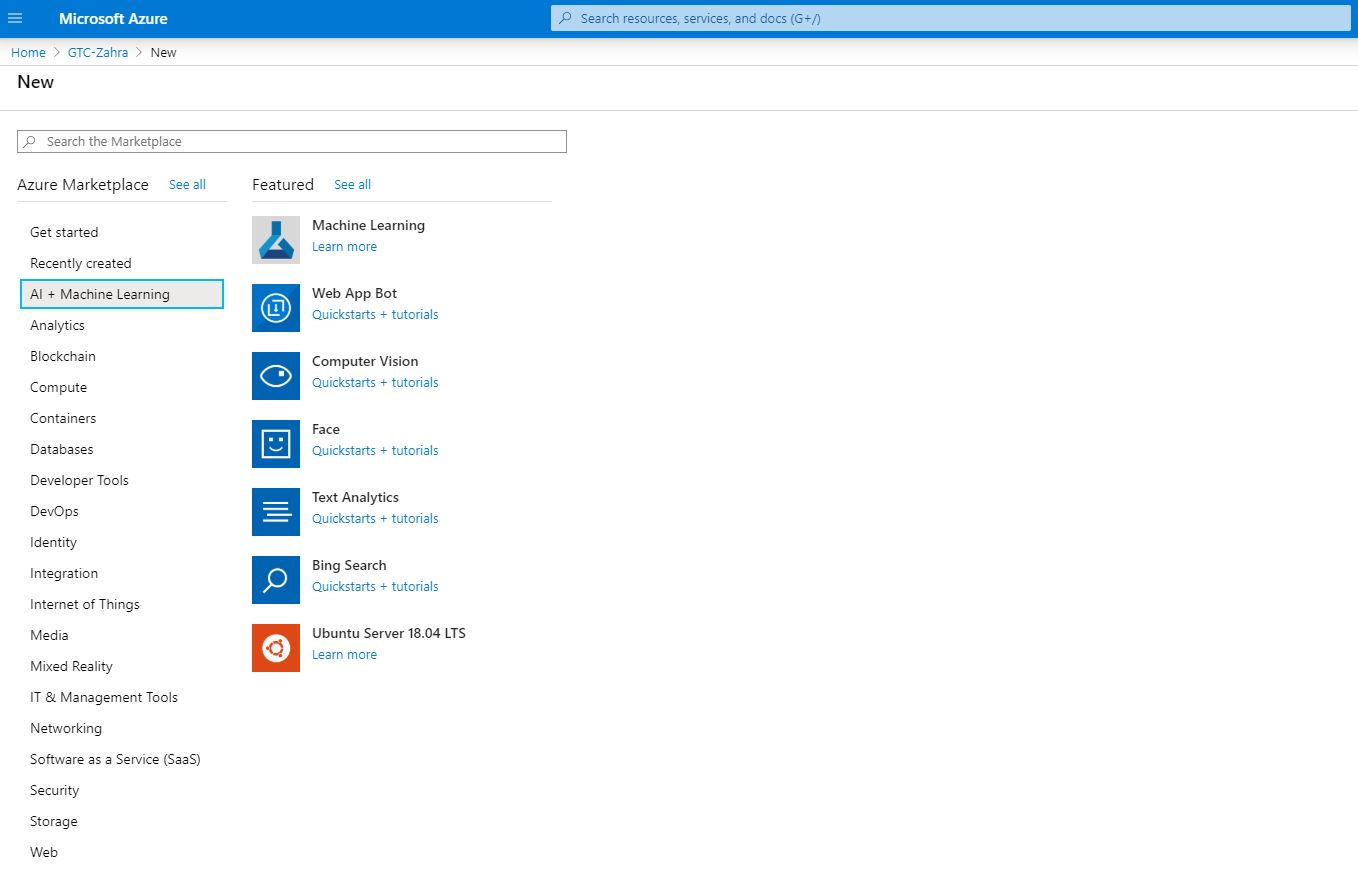 Microsoft Azure
Search resources, services, and docs (G+/)
Home > GTC-Zahra > New
New
Search the Marketplace
Azure Marketplace See all
Get started
Recently created
AI + Machine Learning
Analytics
Blockchain
Compute
Containers
Databases
Developer Tools
DevOps
Identity
Integration
Internet of Things
Media
Mixed Reality
IT & Management Tools
Networking
Software as a Service (SaaS)
Security
Storage
Web
Featured See all
Machine Learning
Learn more
Web App Bot
Quickstarts + tutorials
Computer Vision
Quickstarts + tutorials
Face
Quickstarts + tutorials
Text Analytics
Quickstarts + tutorials
Bing Search
Quickstarts + tutorials
Ubuntu Server 18.04 LTS
Learn more